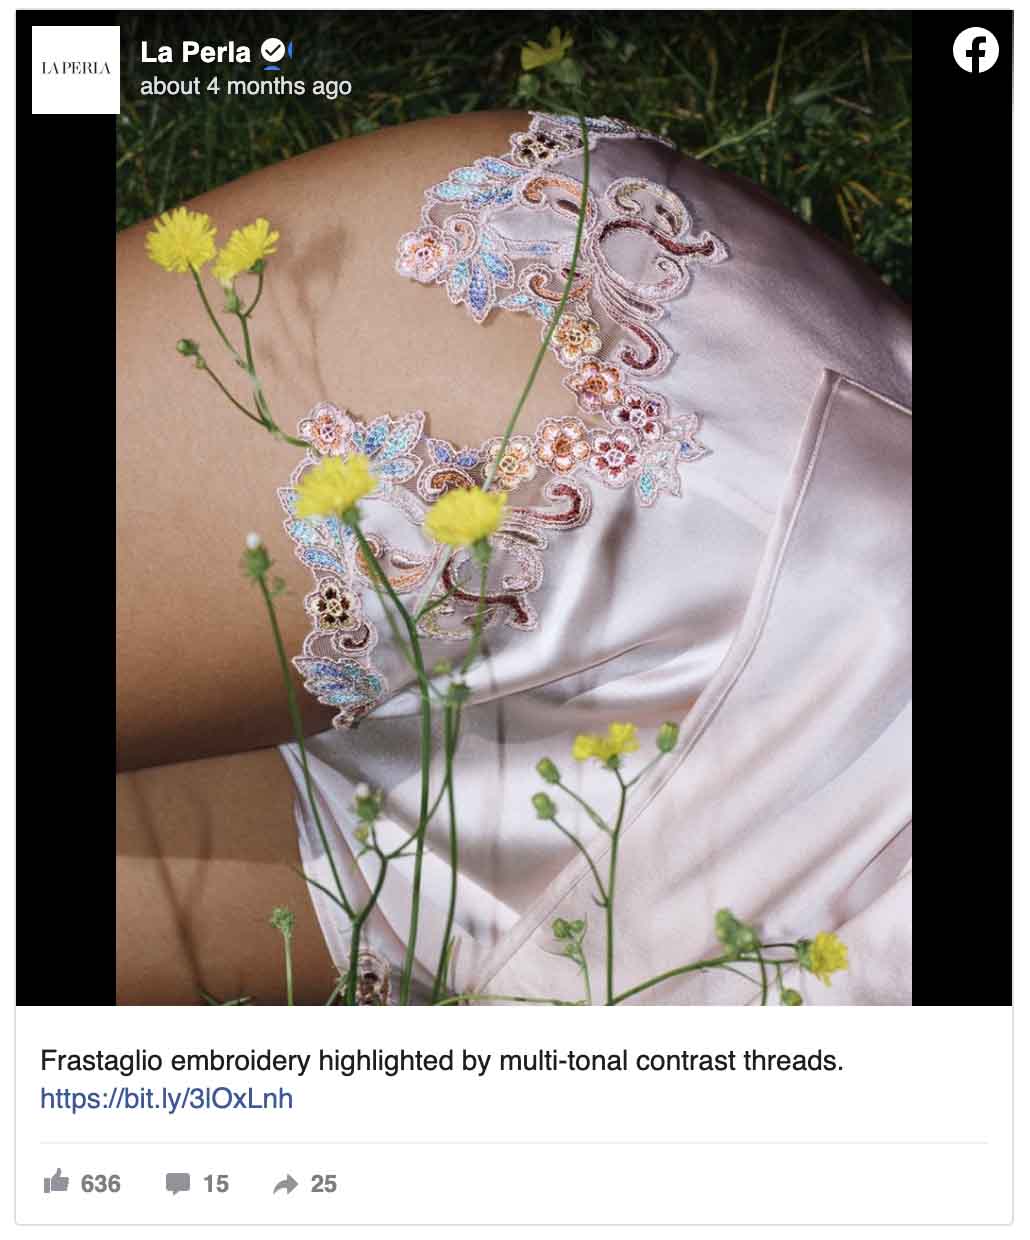 LA PERLA
La Perla
about 4 months ago
Frastaglio embroidery highlighted by multi-tonal contrast threads.
https://bit.ly/3lOxLnh
636 15 25